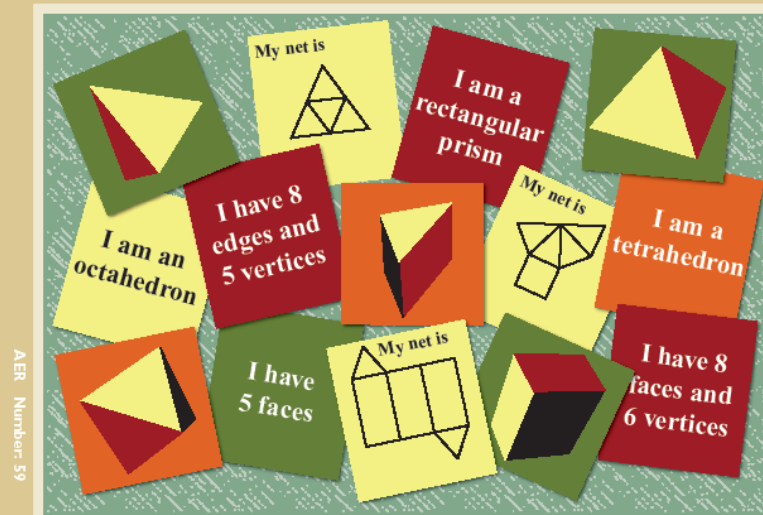 My net is
I am a
rectangular
prism
I have 8
edges and
5 vertices
My net is
I am a
tetrahedron
I am an
octahedron
I have
5 faces
My net is
I have 8
faces and
6 vertices
AER Number: 59